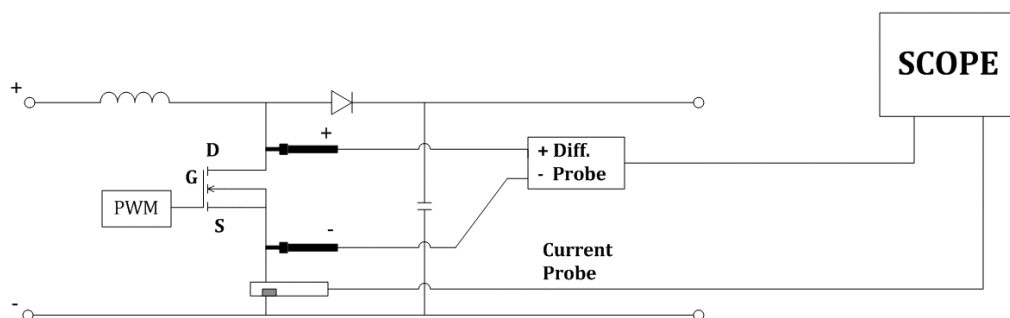 SCOPE
+
+
D
+ Diff.
- Probe
G
PWM
S
-
Current
Probe
-